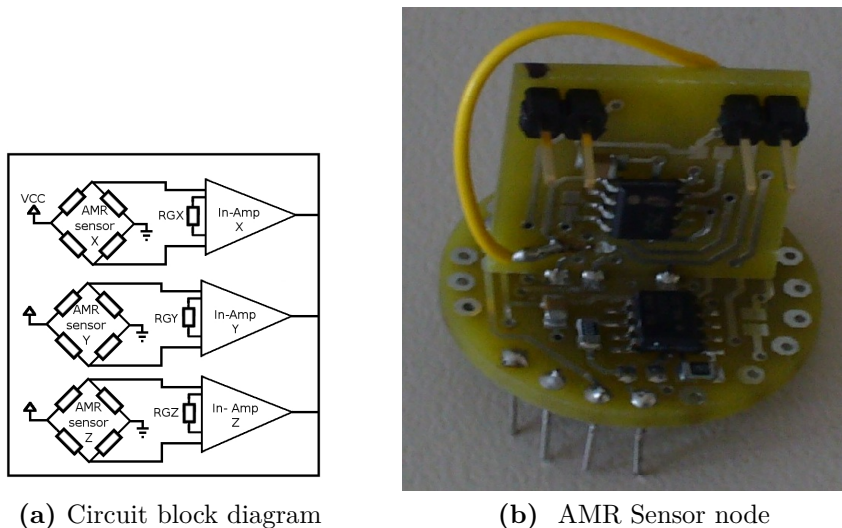 VCC
AMR
sensor
X
RGX
In-Amp
X
AMR
sensor
Y
RGY
In-Amp
Y
AMR
sensor
Z
RGZ
In- Amp
Z
(a) Circuit block diagram
(b) AMR Sensor node